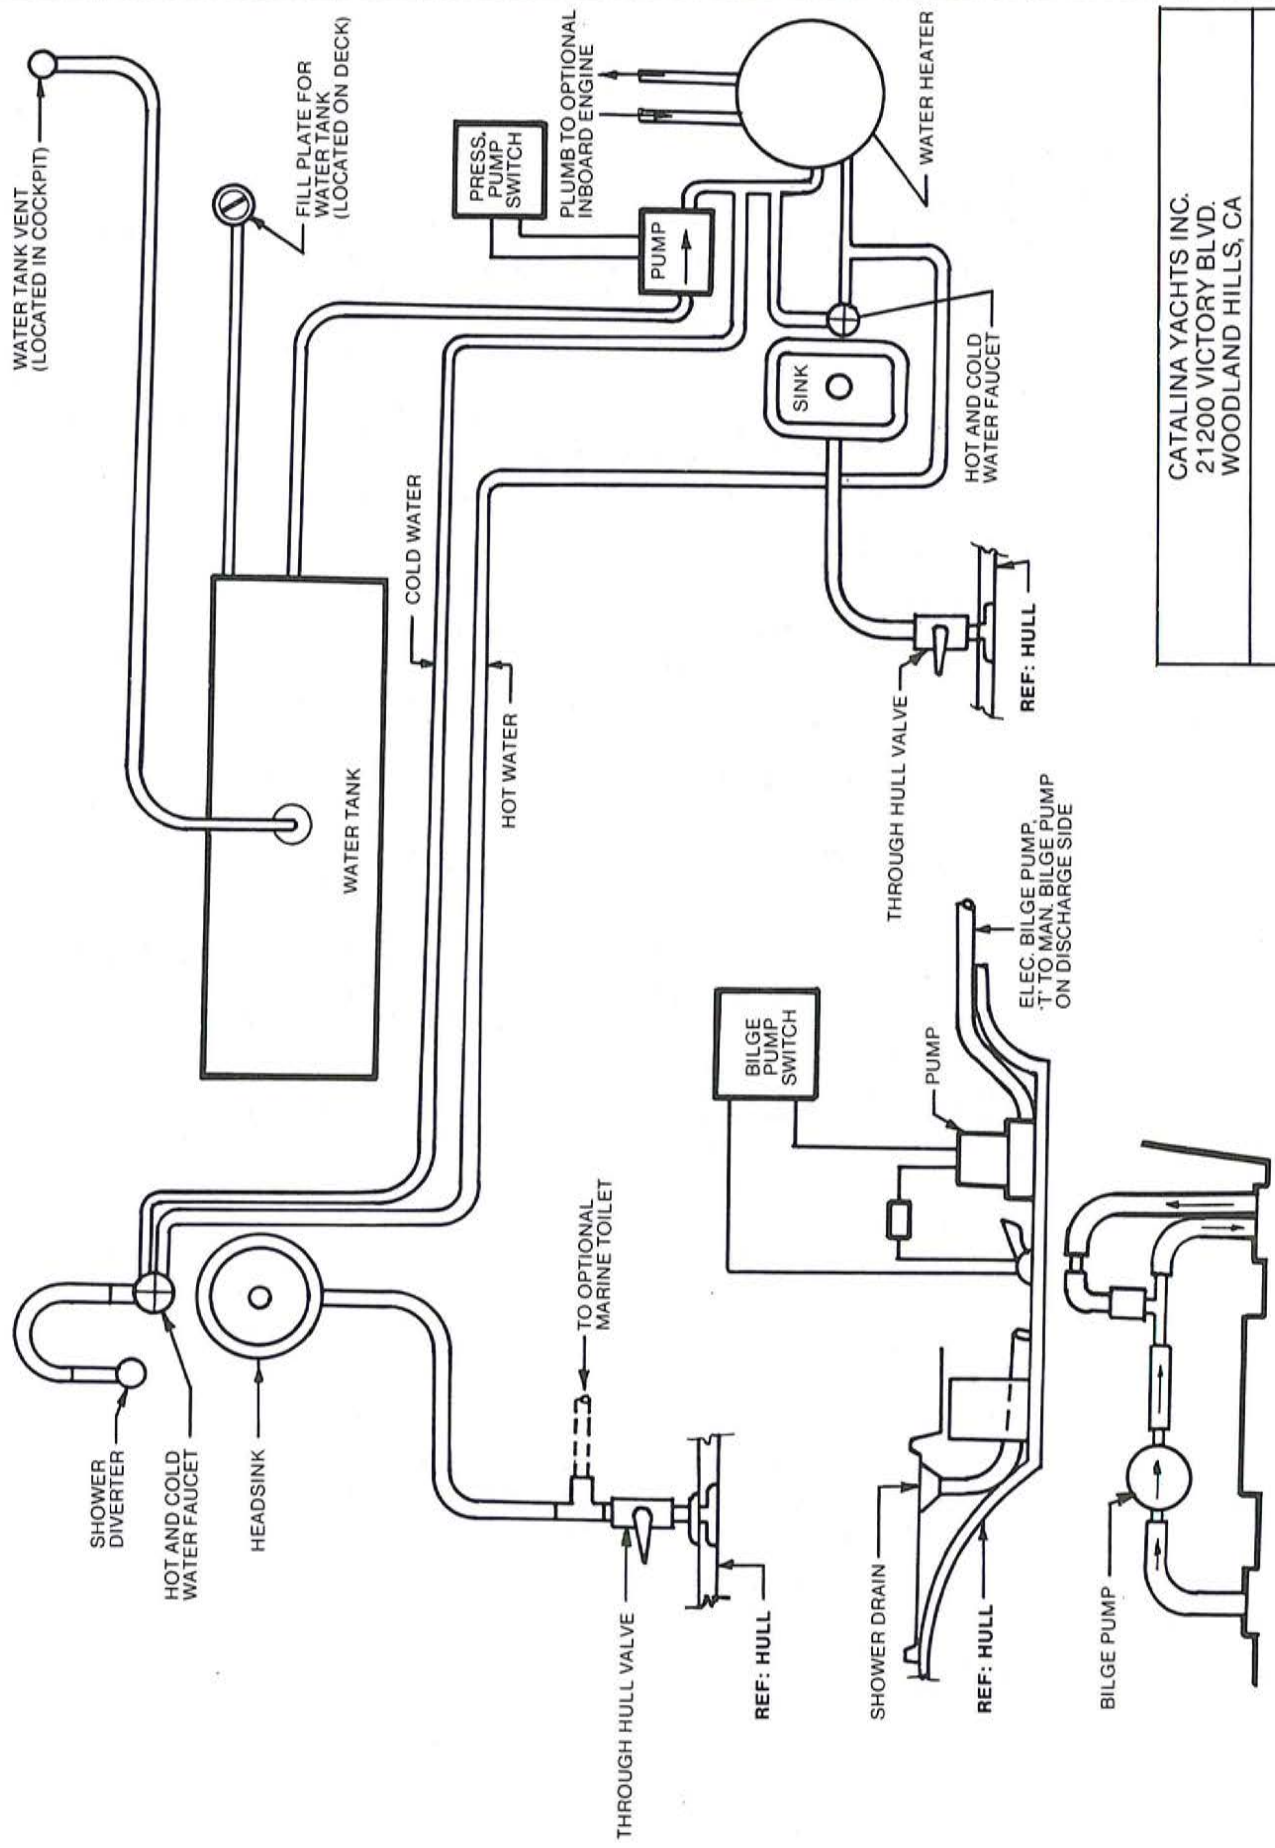 WATER TANK VENT
(LOCATED IN COCKPIT)
FILL PLATE FOR
WATER TANK
(LOCATED ON DECK)
PRESS.
PUMP
SWITCH
PLUMB TO OPTIONAL
INBOARD ENGINE
WATER HEATER
PUMP
SINK
HOT AND COLD
WATER FAUCET
COLD WATER
HOT WATER
WATER TANK
THROUGH HULL VALVE
REF: HULL
SHOWER
DIVERTER
HOT AND COLD
WATER FAUCET
HEADSINK
TO OPTIONAL
MARINE TOILET
THROUGH HULL VALVE
REF: HULL
BILGE
PUMP
SWITCH
PUMP
ELEC. BILGE PUMP,
'T' TO MAN. BILGE PUMP
ON DISCHARGE SIDE
SHOWER DRAIN
REF: HULL
BILGE PUMP
CATALINA YACHTS INC.
21200 VICTORY BLVD.
WOODLAND HILLS, CA